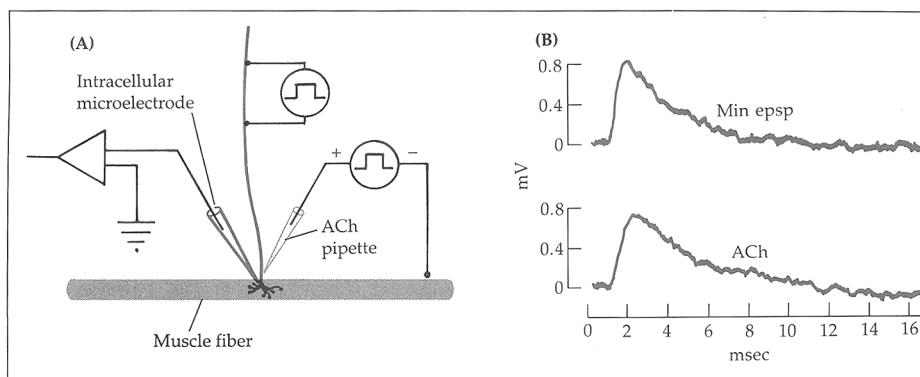 (A)
Intracellular
microelectrode
+
−
ACh
pipette
Muscle fiber
(B)
0.8
0.4
0
Min epsp
mV
0.8
0.4
0
ACh
0 2 4 6 8 10 12 14 16
msec